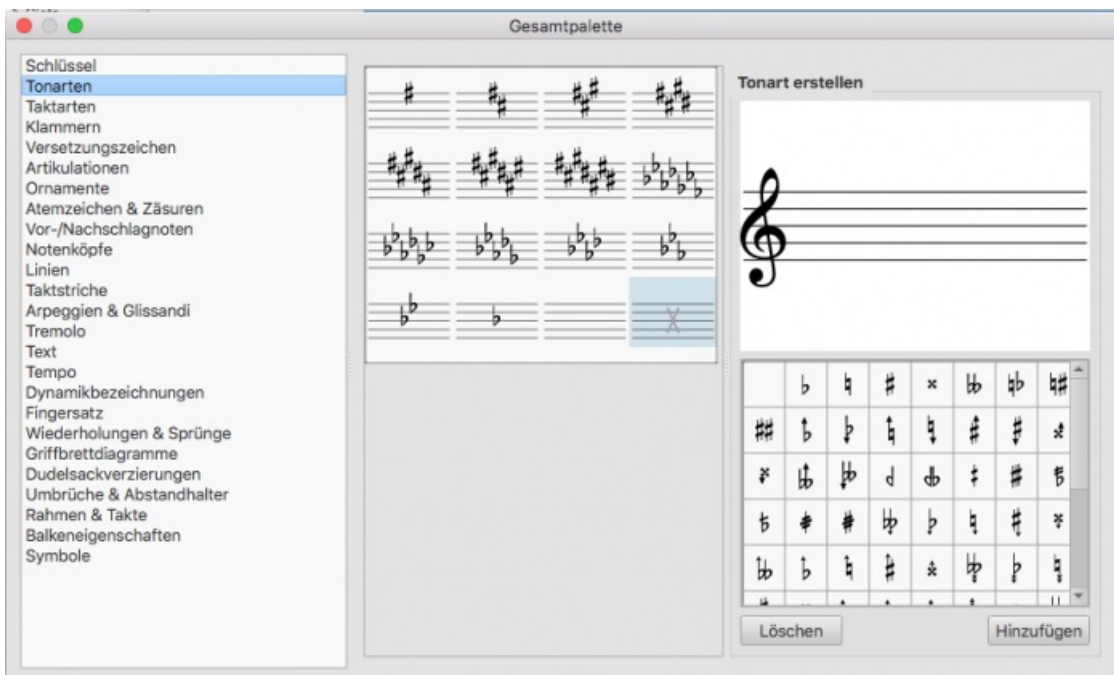 Gesamtpalette
Schlüssel
Tonarten
Taktarten
Klammern
Versetzungszeichen
Artikulationen
Ornamente
Atemzeichen & Zäsuren
Vor-/Nachschlagnoten
Notenköpfe
Linien
Taktstriche
Arpeggien & Glissandi
Tremolo
Text
Tempo
Dynamikbezeichnungen
Fingersatz
Wiederholungen & Sprünge
Griffbrettdiagramme
Dudelsackverzierungen
Umbrüche & Abstandhalter
Rahmen & Takte
Balkeneigenschaften
Symbole
Tonart erstellen
Löschen
Hinzufügen